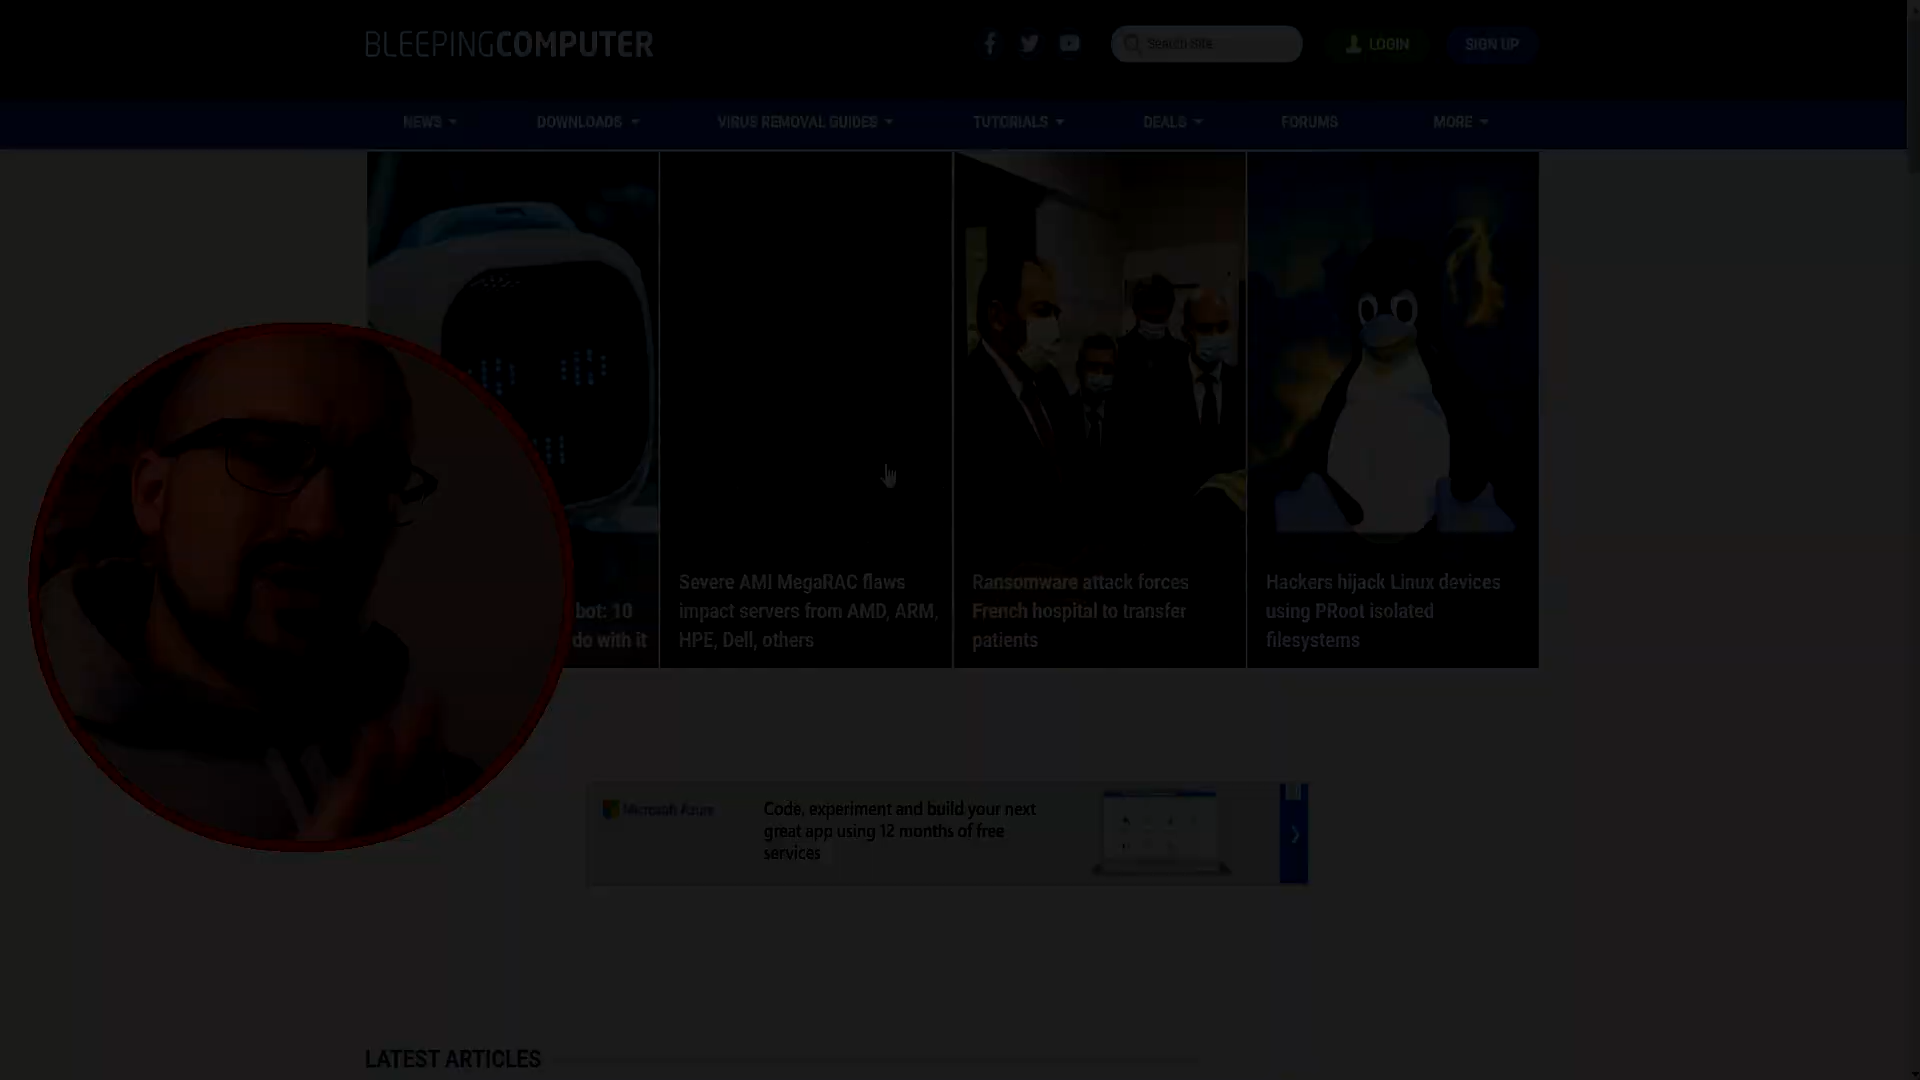 BLEEPINGCOMPUTER
Search Site
LOGIN
SIGN UP
NEWS
DOWNLOADS
VIRUS REMOVAL GUIDES
TUTORIALS
DEALS
FORUMS
MORE
bot: 10
do with it
Severe AMI MegaRAC flaws
impact servers from AMD, ARM,
HPE, Dell, others
Ransomware attack forces
French hospital to transfer
patients
Hackers hijack Linux devices
using PRoot isolated
filesystems
Microsoft Azure
Code, experiment and build your next
great app using 12 months of free
services
LATEST ARTICLES